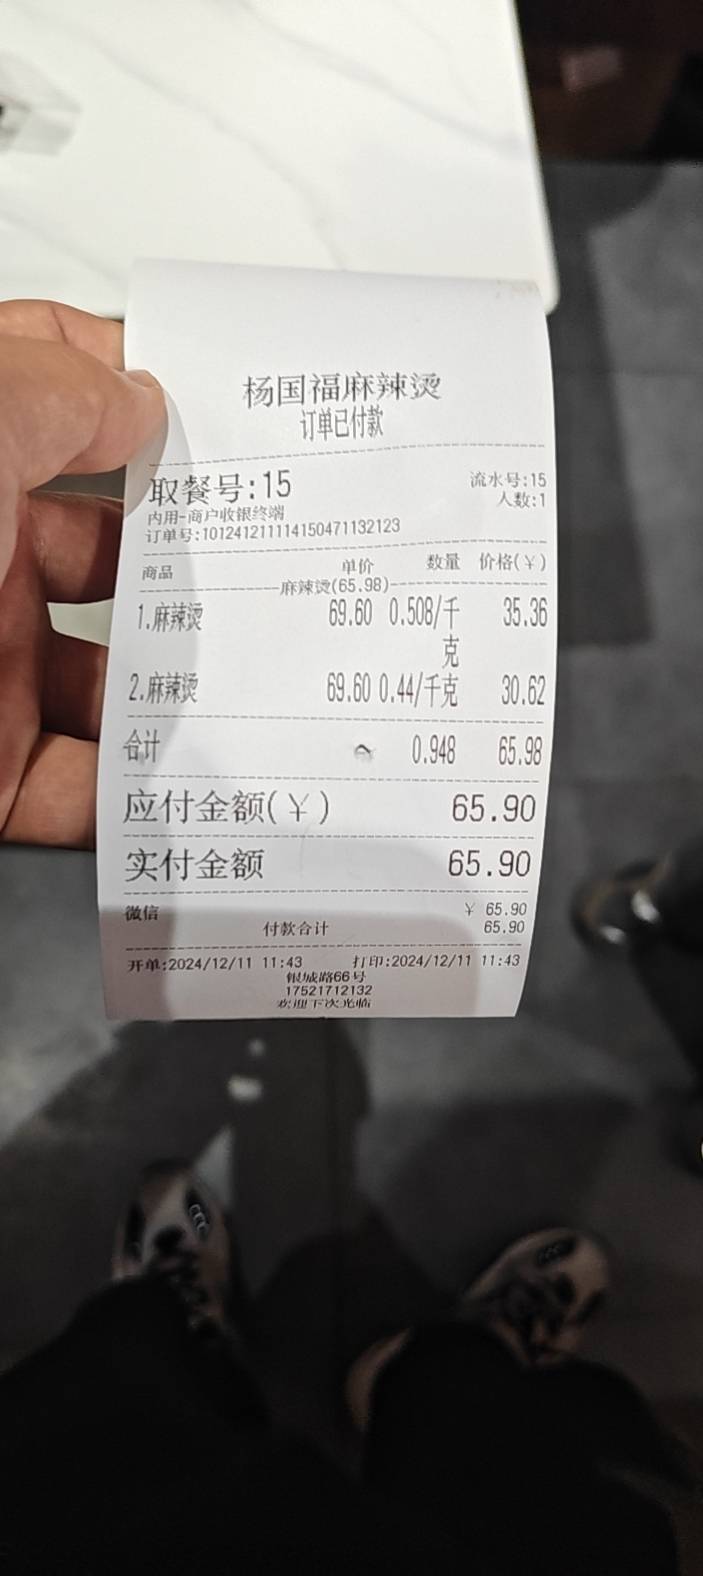 杨国福麻辣烫
订单已付款
取餐号:15 流水号:15
人数:1
内用-商户收银终端
订单号:101241211114150471132123
商品 单价 数量 价格(￥)
麻辣烫(65.98)
1.麻辣烫 69.60 0.508/千 35.36
克
2.麻辣烫 69.60 0.44/千克 30.62
合计 0.948 65.98
应付金额(￥) 65.90
实付金额 65.90
微信 ￥ 65.90
付款合计 65.90
开单:2024/12/11 11:43 打印:2024/12/11 11:43
银城路66号
17521712132
欢迎下次光临